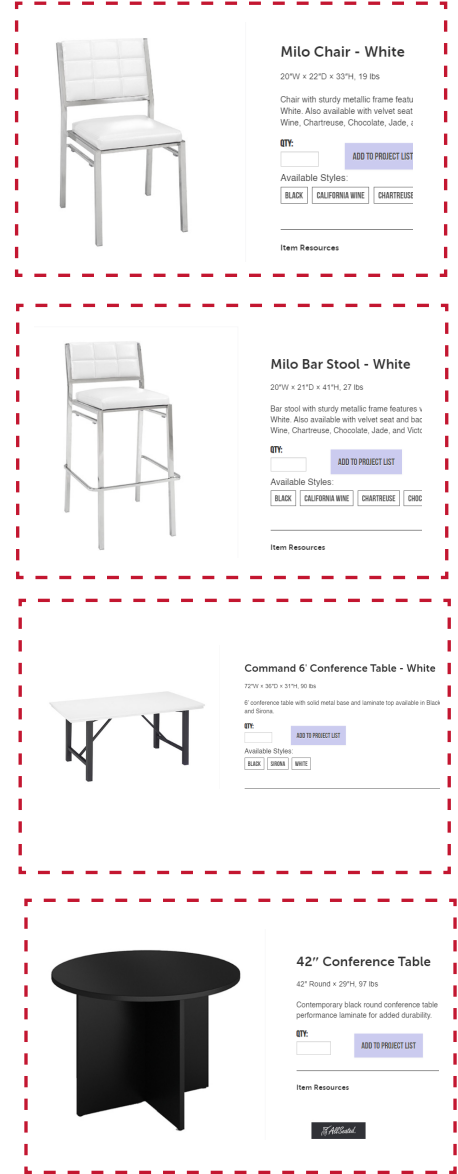 Milo Chair - White
20"W × 22"D × 33"H, 19 lbs
Chair with sturdy metallic frame featu
White. Also available with velvet seat
Wine, Chartreuse, Chocolate, Jade, a
QTY:
ADD TO PROJECT LIST
Available Styles:
BLACK CALIFORNIA WINE CHARTREUSE
Item Resources
Milo Bar Stool - White
20"W × 21"D × 41"H, 27 lbs
Bar stool with sturdy metallic frame features v
White. Also available with velvet seat and bac
Wine, Chartreuse, Chocolate, Jade, and Victo
QTY:
ADD TO PROJECT LIST
Available Styles:
BLACK CALIFORNIA WINE CHARTREUSE CHOC
Item Resources
Command 6' Conference Table - White
72"W × 36"D × 31"H, 90 lbs
6' conference table with solid metal base and laminate top available in Black
and Sirona.
QTY:
ADD TO PROJECT LIST
Available Styles:
BLACK SIRONA WHITE
42" Conference Table
42" Round × 29"H, 97 lbs
Contemporary black round conference table
performance laminate for added durability.
QTY:
ADD TO PROJECT LIST
Item Resources
AllSeated